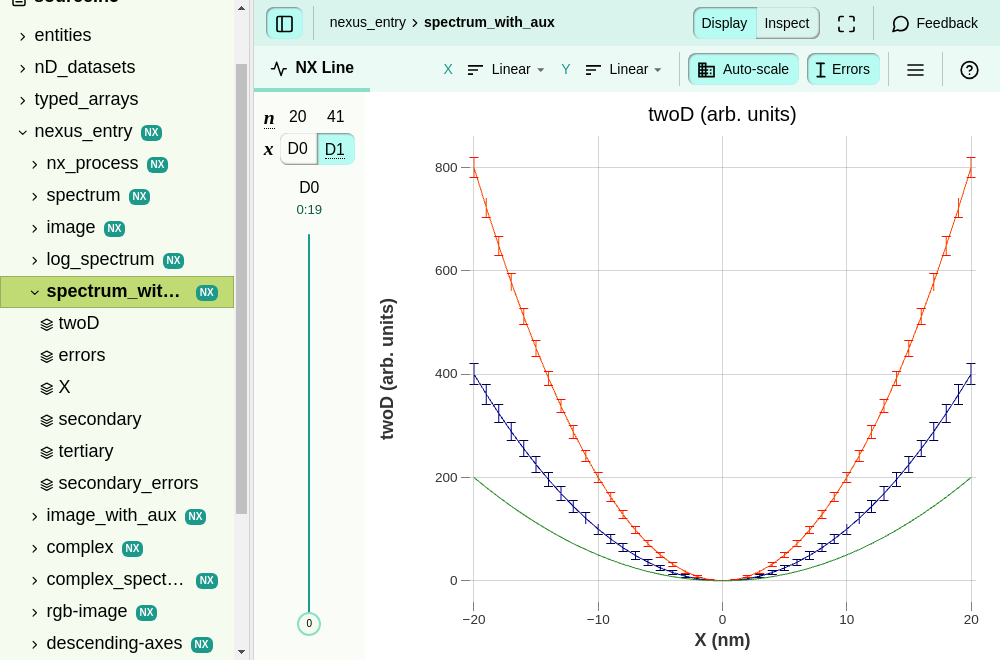 entities
nD_datasets
typed_arrays
nexus_entry NX
nx_process NX
spectrum NX
image NX
log_spectrum NX
spectrum_wit... NX
twoD
errors
X
secondary
tertiary
secondary_errors
image_with_aux NX
complex NX
complex_spect... NX
rgb-image NX
descending-axes NX
nexus_entry › spectrum_with_aux
Display Inspect
Feedback
NX Line
X Linear
Y Linear
Auto-scale
Errors
n 20 41
x D0 D1
D0
0:19
0
twoD (arb. units)
twoD (arb. units)
800
600
400
200
0
−20 −10 0 10 20
X (nm)